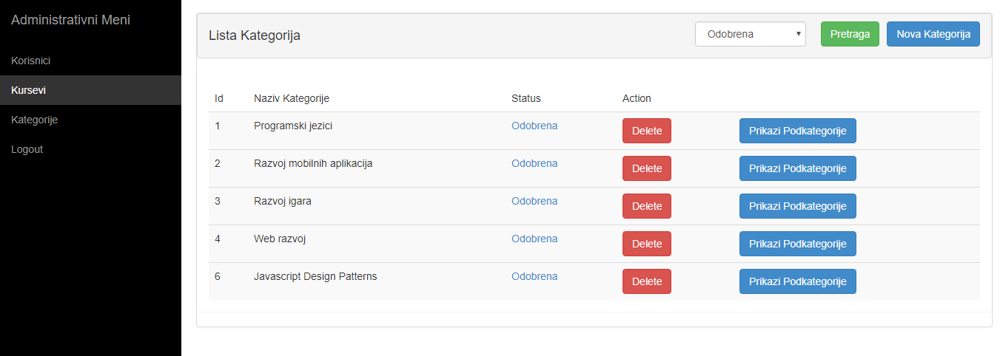 Administrativni Meni
Korisnici
Kursevi
Kategorije
Logout
Lista Kategorija Odobrena Pretraga Nova Kategorija
Id Naziv Kategorije Status Action
1 Programski jezici Odobrena Delete Prikazi Podkategorije
2 Razvoj mobilnih aplikacija Odobrena Delete Prikazi Podkategorije
3 Razvoj igara Odobrena Delete Prikazi Podkategorije
4 Web razvoj Odobrena Delete Prikazi Podkategorije
6 Javascript Design Patterns Odobrena Delete Prikazi Podkategorije